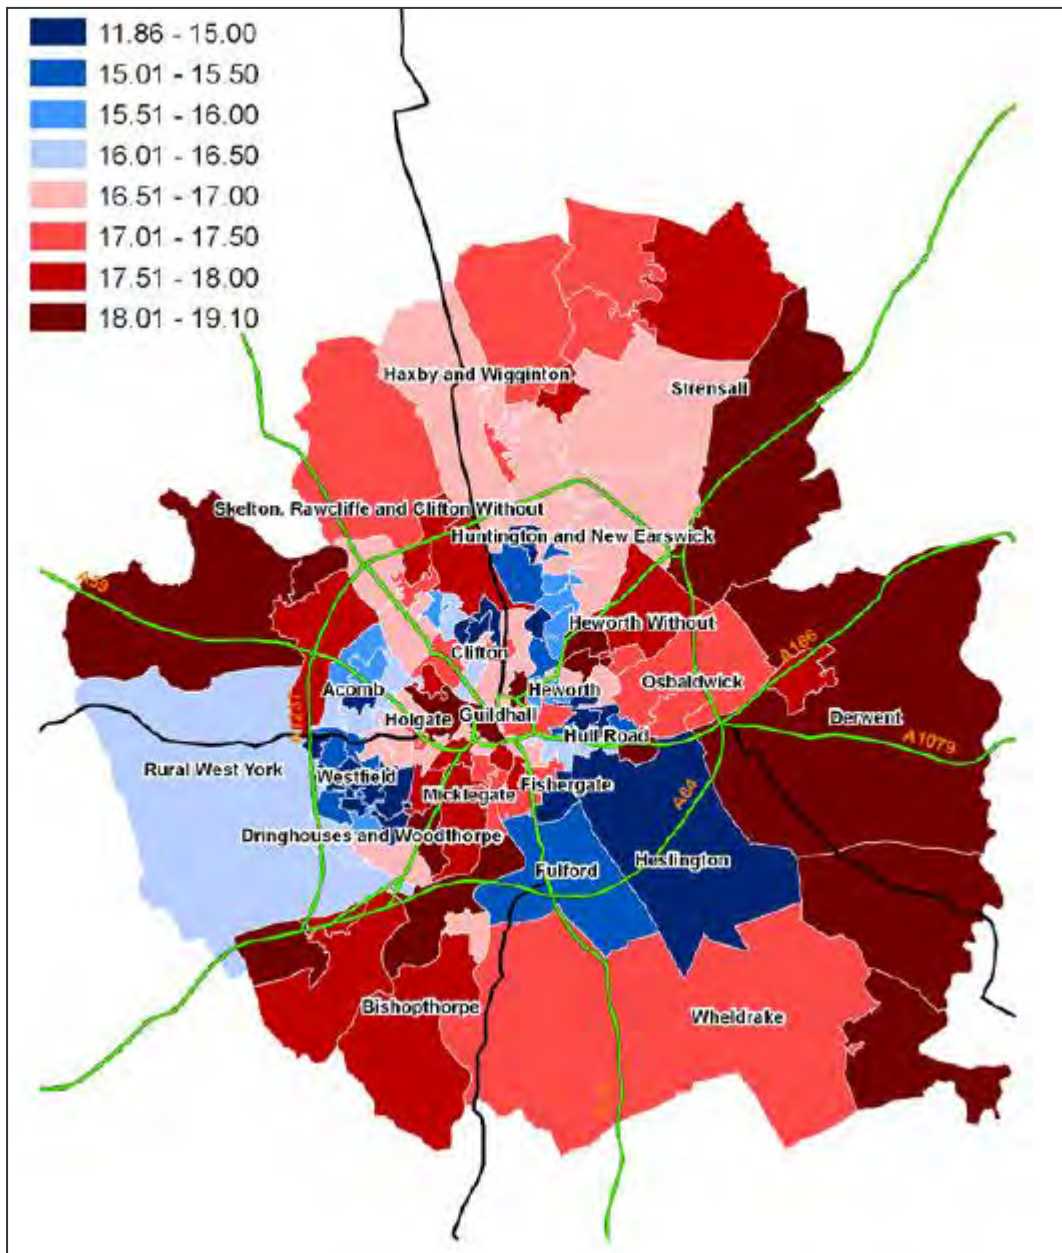 11.86 - 15.00
15.01 - 15.50
15.51 - 16.00
16.01 - 16.50
16.51 - 17.00
17.01 - 17.50
17.51 - 18.00
18.01 - 19.10
Haxby and Wigginton
Strensall
Skelton, Rawcliffe and Clifton Without
Huntington and New Earswick
A59
Heworth Without
Clifton
A166
Osbaldwick
Acomb
Heworth
Holgate
Guildhall
Derwent
A1237
Hull Road
A1079
Rural West York
Westfield
Fishergate
Micklegate
A64
Dringhouses and Woodthorpe
Heslington
Fulford
Bishopthorpe
Wheldrake